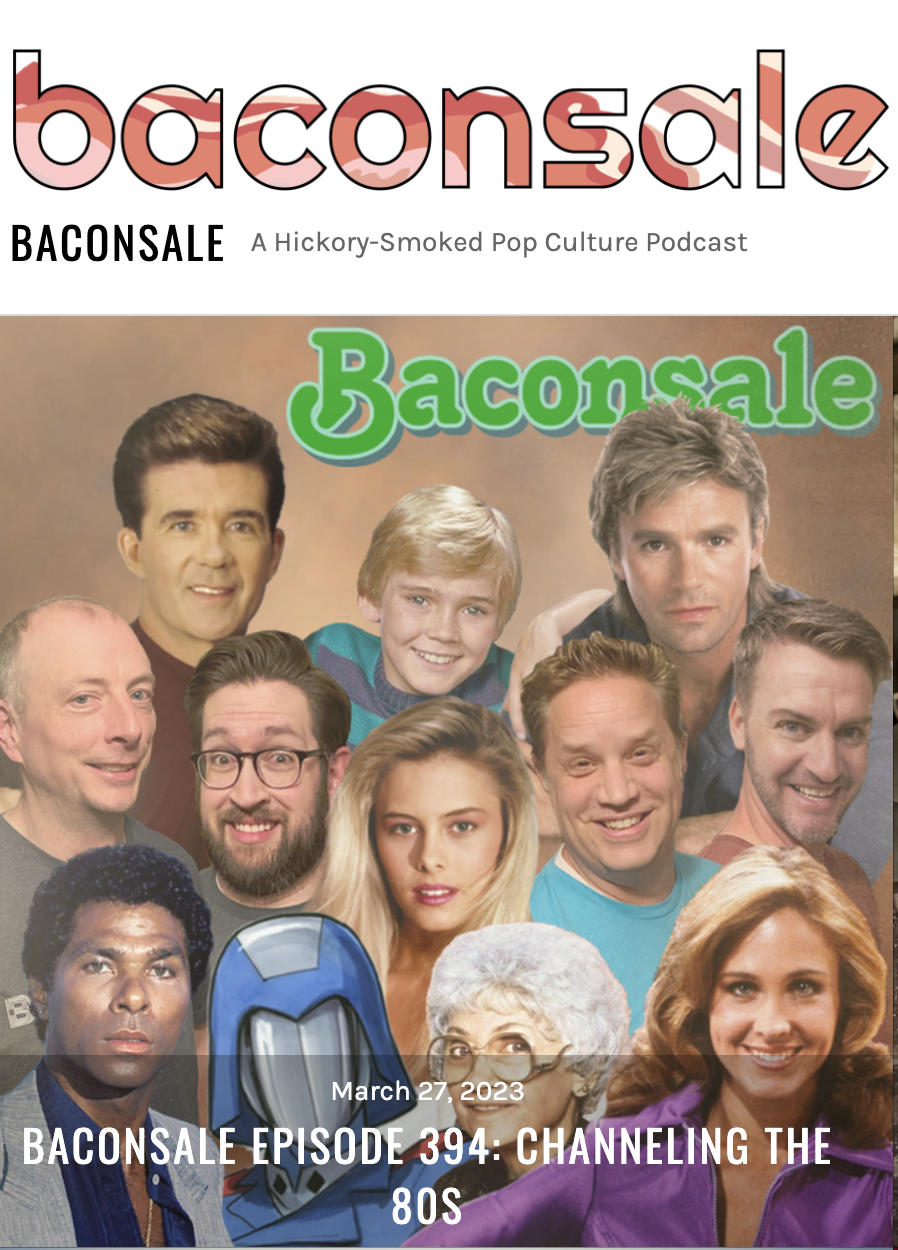 baconsale
BACONSALE A Hickory-Smoked Pop Culture Podcast
Baconsale
B
March 27, 2023
BACONSALE EPISODE 394: CHANNELING THE
80S